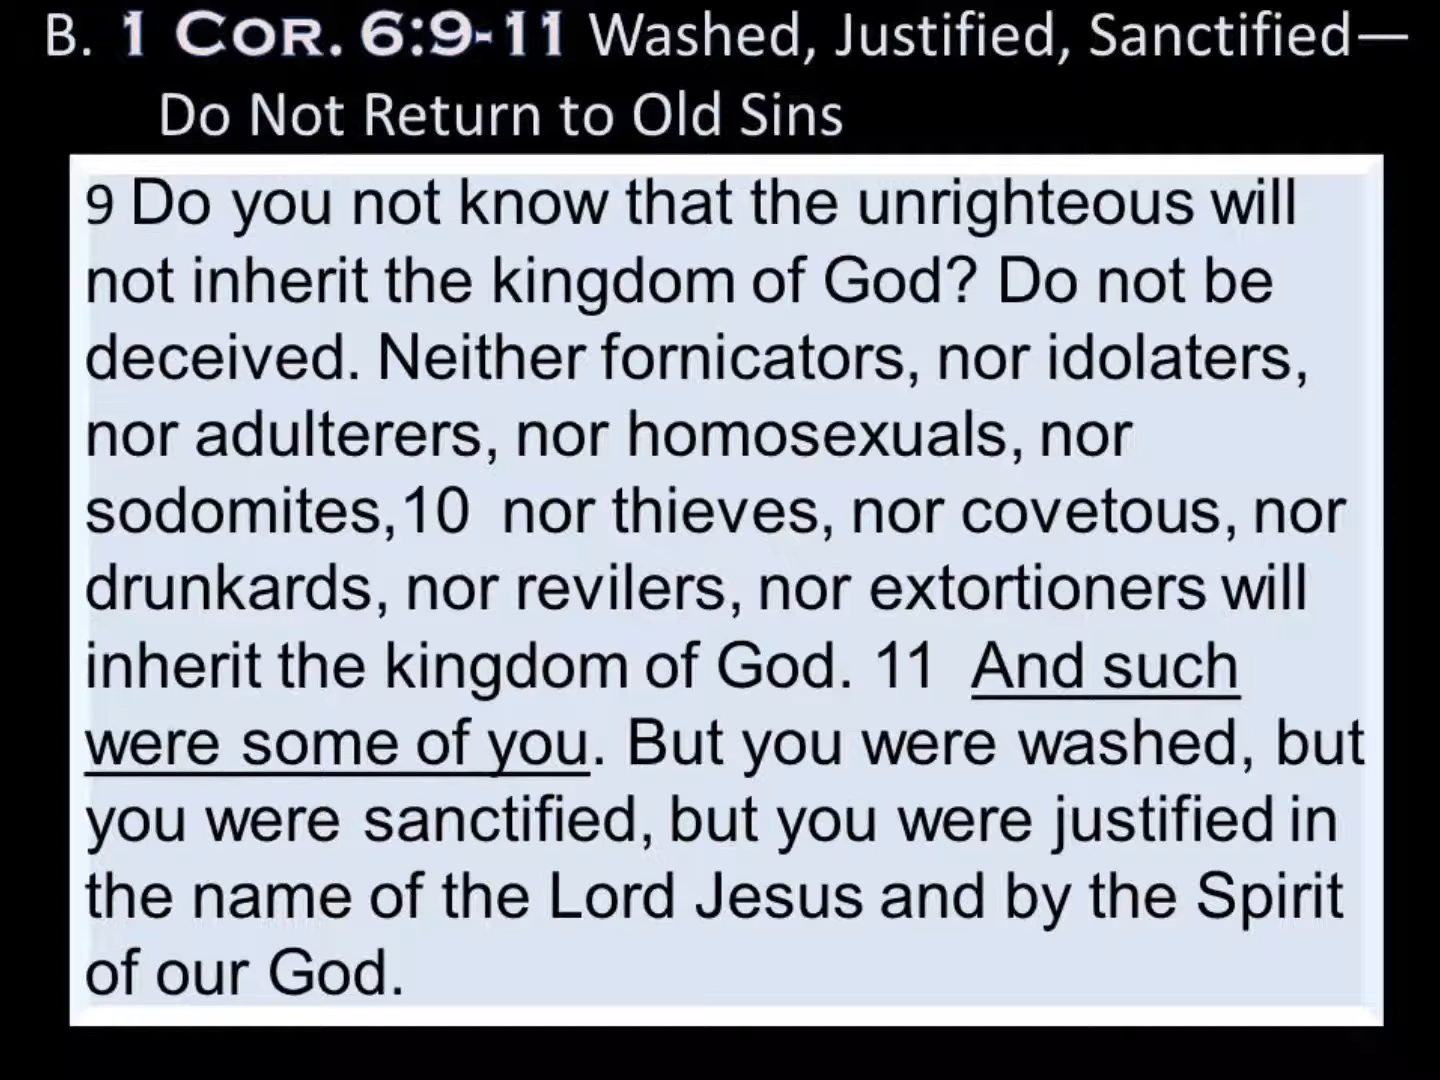 B. 1 Cor. 6:9-11 Washed, Justified, Sanctified—
Do Not Return to Old Sins
9 Do you not know that the unrighteous will
not inherit the kingdom of God? Do not be
deceived. Neither fornicators, nor idolaters,
nor adulterers, nor homosexuals, nor
sodomites,10 nor thieves, nor covetous, nor
drunkards, nor revilers, nor extortioners will
inherit the kingdom of God. 11 And such
were some of you. But you were washed, but
you were sanctified, but you were justified in
the name of the Lord Jesus and by the Spirit
of our God.